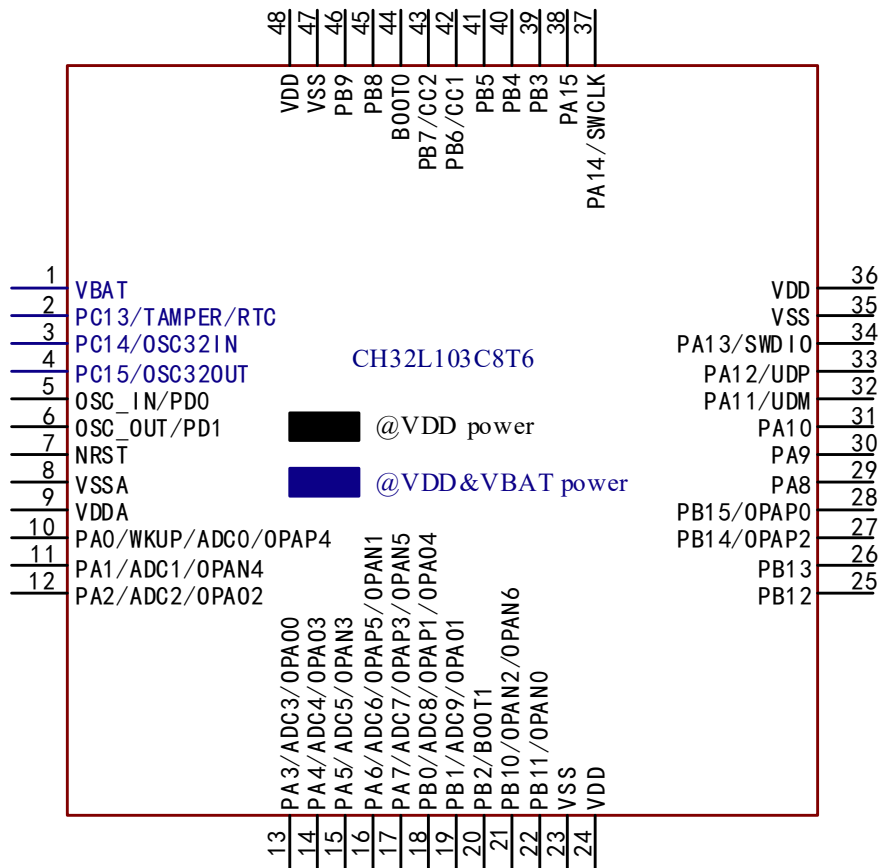 48 47 46 45 44 43 42 41 40 39 38 37
VDD
VSS
PB9
PB8
BOOT0
PB7/CC2
PB6/CC1
PB5
PB4
PB3
PA15
PA14/SWCLK
1 VBAT
2 PC13/TAMPER/RTC
3 PC14/OSC32IN
4 PC15/OSC32OUT
5 OSC_IN/PD0
6 OSC_OUT/PD1
7 NRST
8 VSSA
9 VDDA
10 PA0/WKUP/ADC0/OPAP4
11 PA1/ADC1/OPAN4
12 PA2/ADC2/OPAO2
CH32L103C8T6
@VDD power
@VDD&VBAT power
VDD 36
VSS 35
PA13/SWDIO 34
PA12/UDP 33
PA11/UDM 32
PA10 31
PA9 30
PA8 29
PB15/OPAP0 28
PB14/OPAP2 27
PB13 26
PB12 25
PA3/ADC3/OPAO0
PA4/ADC4/OPAO3
PA5/ADC5/OPAN3
PA6/ADC6/OPAP5/OPAN1
PA7/ADC7/OPAP3/OPAN5
PB0/ADC8/OPAP1/OPAO4
PB1/ADC9/OPAO1
PB2/BOOT1
PB10/OPAN2/OPAN6
PB11/OPAN0
VSS
VDD
13 14 15 16 17 18 19 20 21 22 23 24